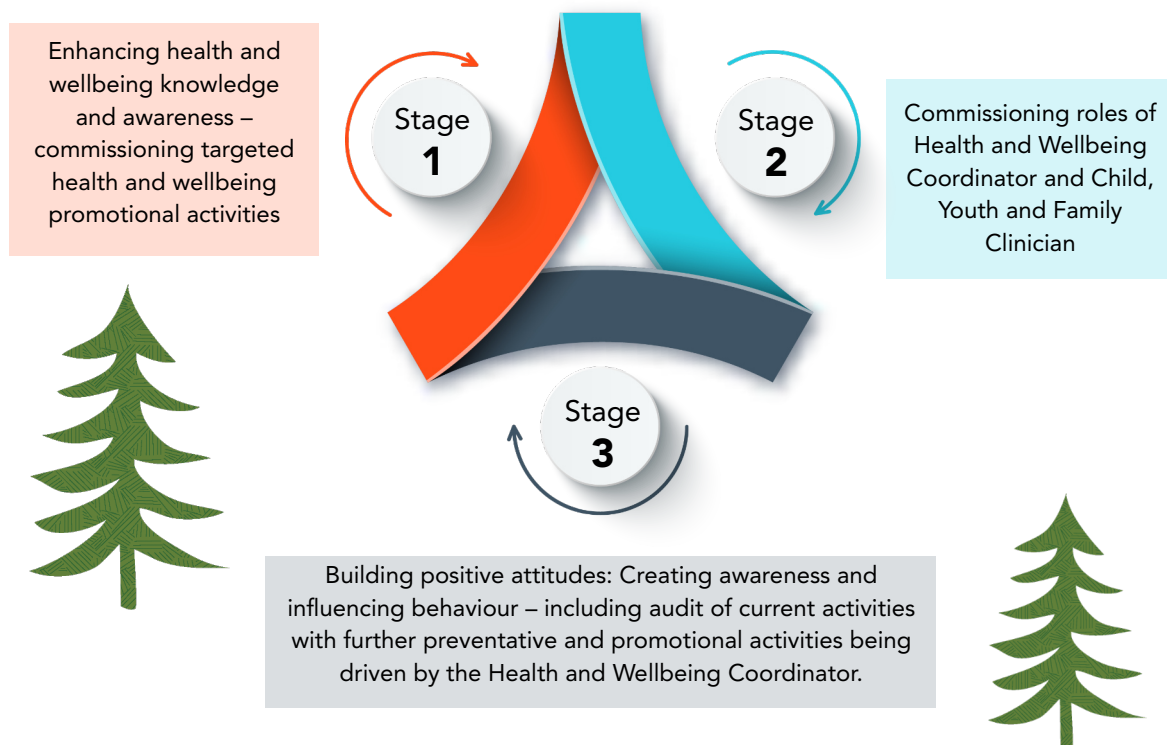 Enhancing health and
wellbeing knowledge
and awareness –
commissioning targeted
health and wellbeing
promotional activities
Stage
1
Stage
2
Commissioning roles of
Health and Wellbeing
Coordinator and Child,
Youth and Family
Clinician
Stage
3
Building positive attitudes: Creating awareness and
influencing behaviour – including audit of current activities
with further preventative and promotional activities being
driven by the Health and Wellbeing Coordinator.